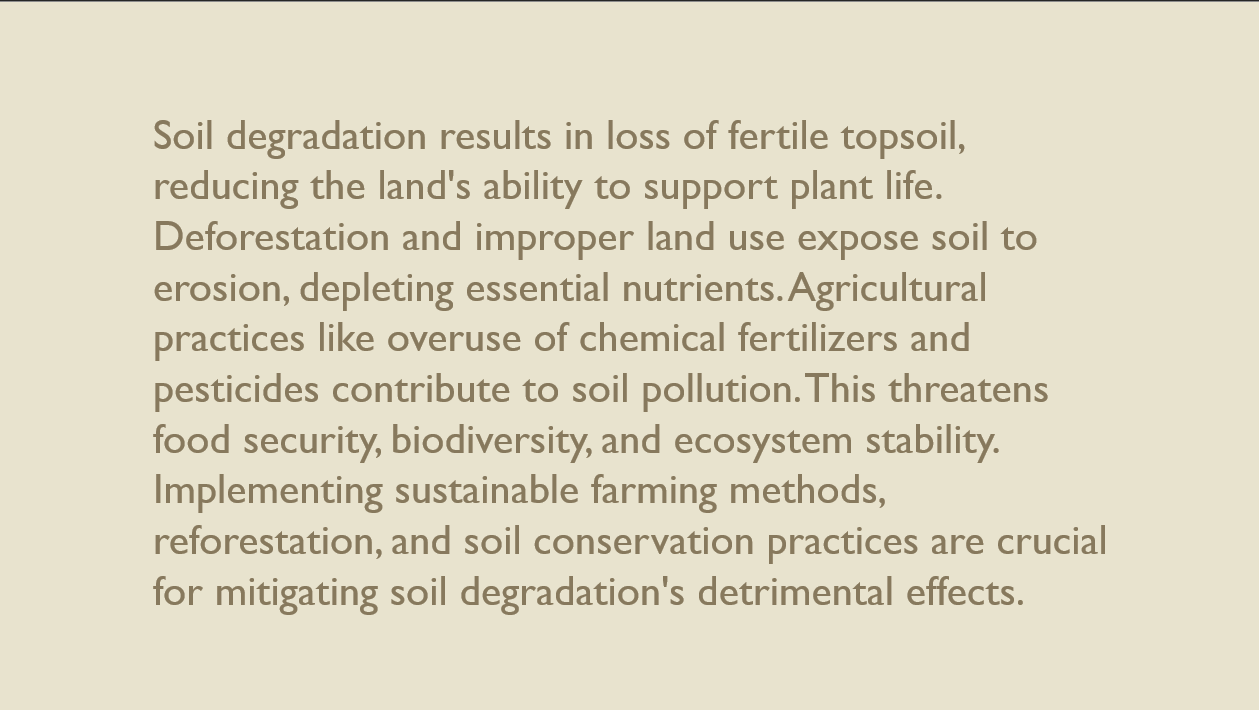 Soil degradation results in loss of fertile topsoil,
reducing the land's ability to support plant life.
Deforestation and improper land use expose soil to
erosion, depleting essential nutrients. Agricultural
practices like overuse of chemical fertilizers and
pesticides contribute to soil pollution. This threatens
food security, biodiversity, and ecosystem stability.
Implementing sustainable farming methods,
reforestation, and soil conservation practices are crucial
for mitigating soil degradation's detrimental effects.